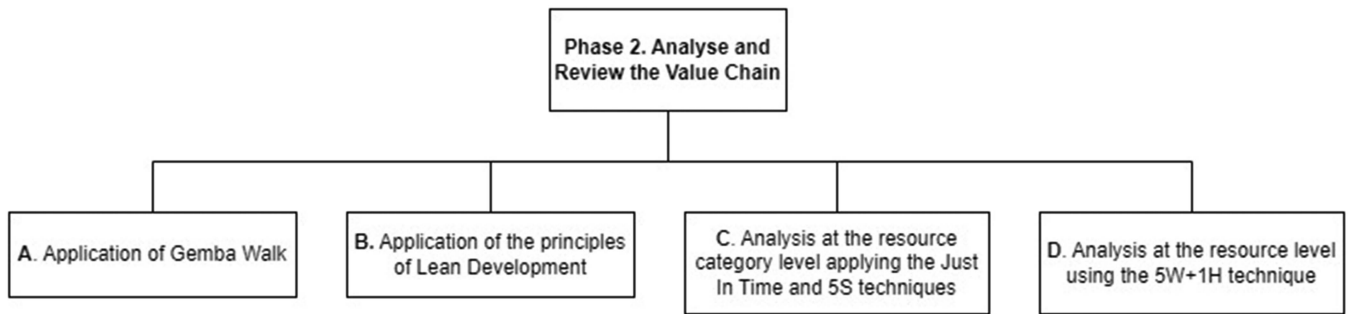 Phase 2. Analyse and
Review the Value Chain
A. Application of Gemba Walk
B. Application of the principles
of Lean Development
C. Analysis at the resource
category level applying the Just
In Time and 5S techniques
D. Analysis at the resource level
using the 5W+1H technique